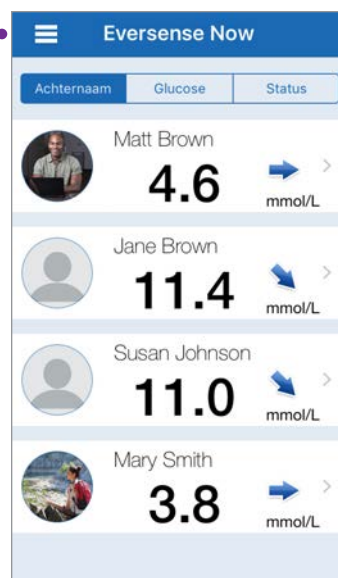 Eversense Now
Achternaam Glucose Status
Matt Brown
4.6
mmol/L
Jane Brown
11.4
mmol/L
Susan Johnson
11.0
mmol/L
Mary Smith
3.8
mmol/L